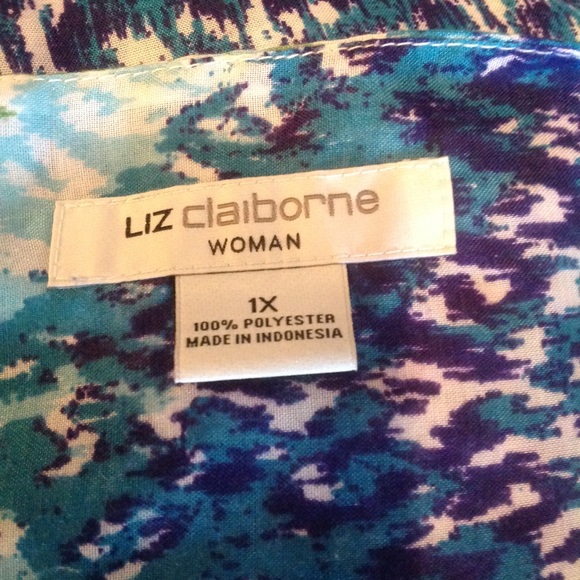 LIZ claiborne
WOMAN
1X
100% POLYESTER
MADE IN INDONESIA